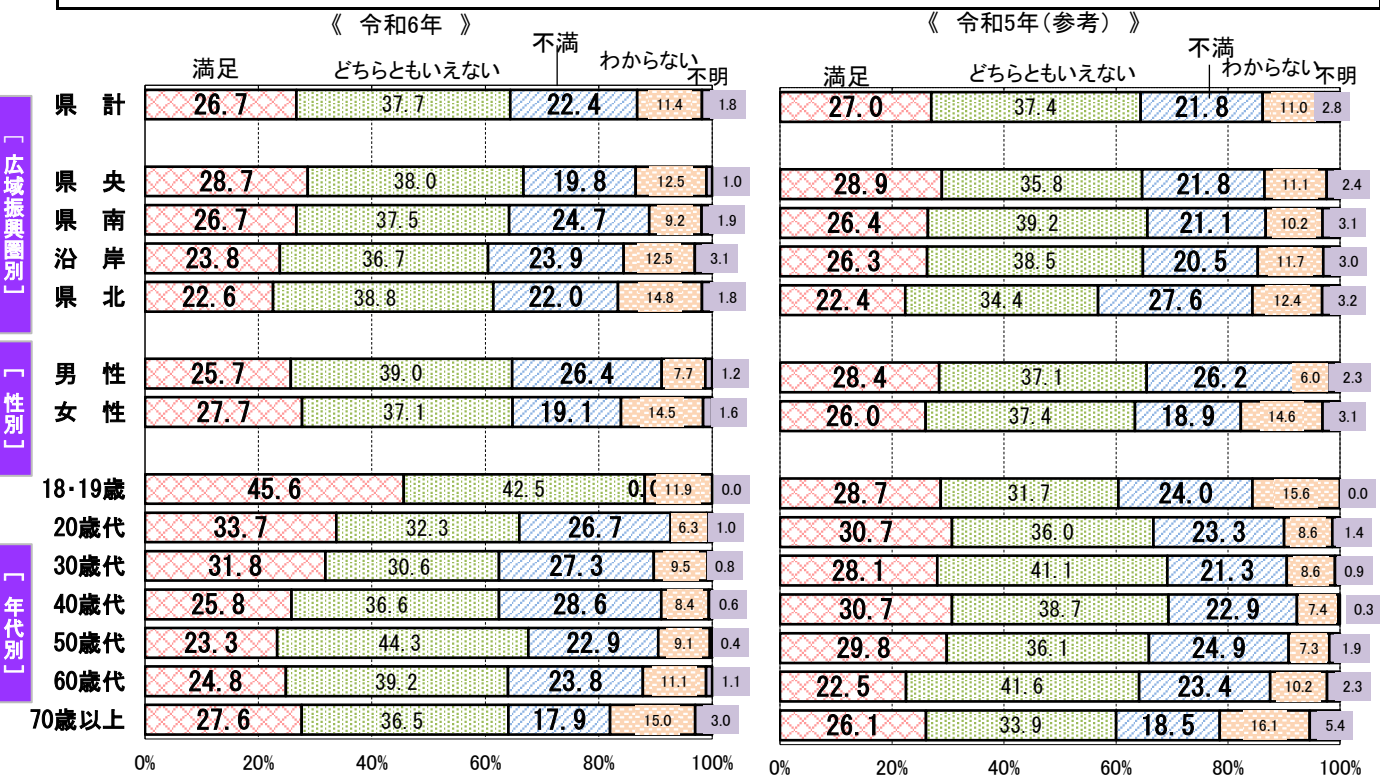 《 令和6年 》
満足 どちらともいえない 不満 わからない 不明
県 計 26.7 37.7 22.4 11.4 1.8
［ 広域振興圏別 ］
県 央 28.7 38.0 19.8 12.5 1.0
県 南 26.7 37.5 24.7 9.2 1.9
沿 岸 23.8 36.7 23.9 12.5 3.1
県 北 22.6 38.8 22.0 14.8 1.8
［ 性別 ］
男 性 25.7 39.0 26.4 7.7 1.2
女 性 27.7 37.1 19.1 14.5 1.6
［ 年代別 ］
18・19歳 45.6 42.5 0.0 11.9 0.0
20歳代 33.7 32.3 26.7 6.3 1.0
30歳代 31.8 30.6 27.3 9.5 0.8
40歳代 25.8 36.6 28.6 8.4 0.6
50歳代 23.3 44.3 22.9 9.1 0.4
60歳代 24.8 39.2 23.8 11.1 1.1
70歳以上 27.6 36.5 17.9 15.0 3.0
0% 20% 40% 60% 80% 100%
《 令和5年（参考） 》
満足 どちらともいえない 不満 わからない 不明
27.0 37.4 21.8 11.0 2.8
28.9 35.8 21.8 11.1 2.4
26.4 39.2 21.1 10.2 3.1
26.3 38.5 20.5 11.7 3.0
22.4 34.4 27.6 12.4 3.2
28.4 37.1 26.2 6.0 2.3
26.0 37.4 18.9 14.6 3.1
28.7 31.7 24.0 15.6 0.0
30.7 36.0 23.3 8.6 1.4
28.1 41.1 21.3 8.6 0.9
30.7 38.7 22.9 7.4 0.3
29.8 36.1 24.9 7.3 1.9
22.5 41.6 23.4 10.2 2.3
26.1 33.9 18.5 16.1 5.4
0% 20% 40% 60% 80% 100%